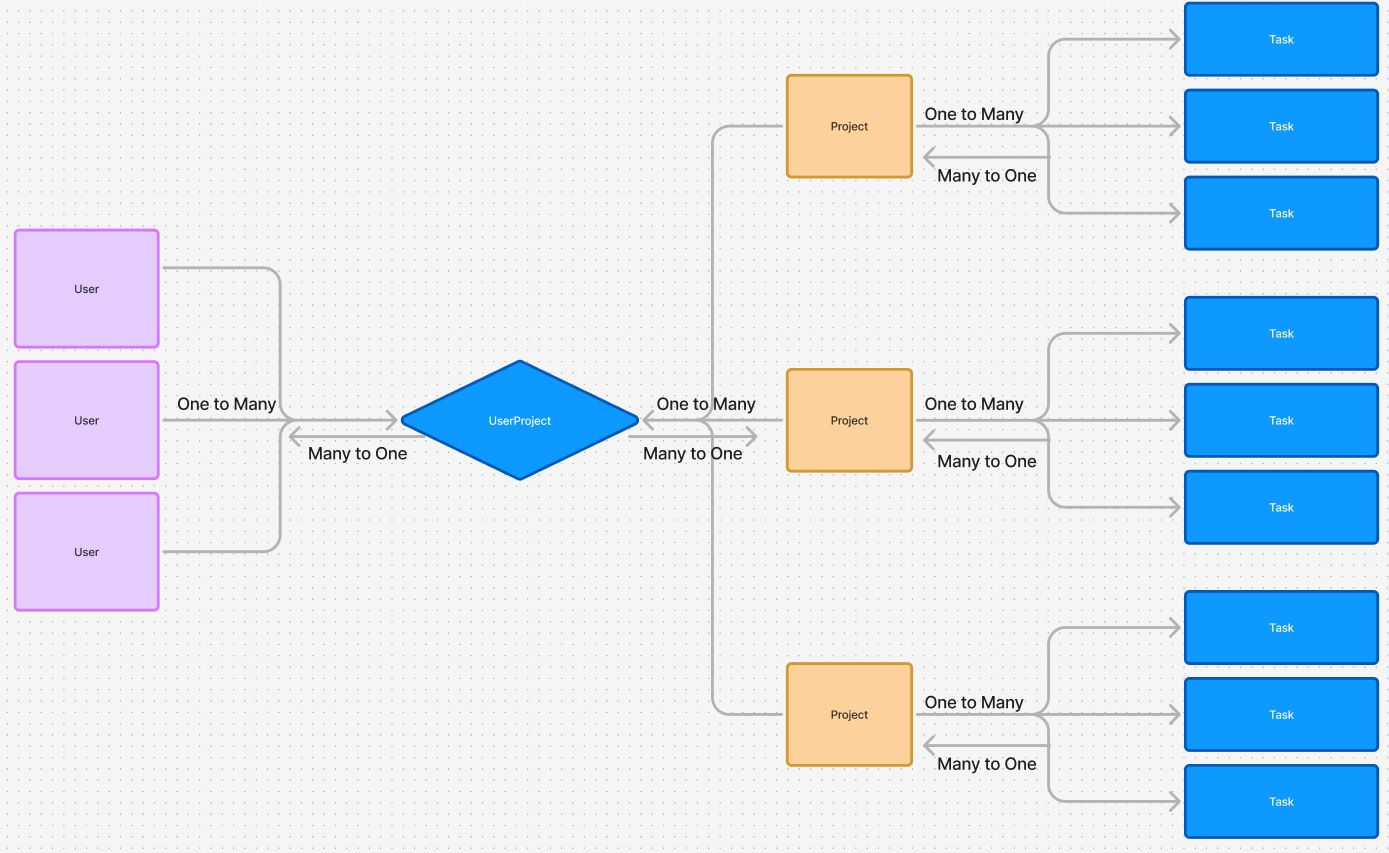 Task
Project
One to Many
Task
Many to One
Task
User
Task
User
One to Many
Many to One
UserProject
One to Many
Many to One
Project
One to Many
Many to One
Task
Task
User
Task
Project
One to Many
Task
Many to One
Task